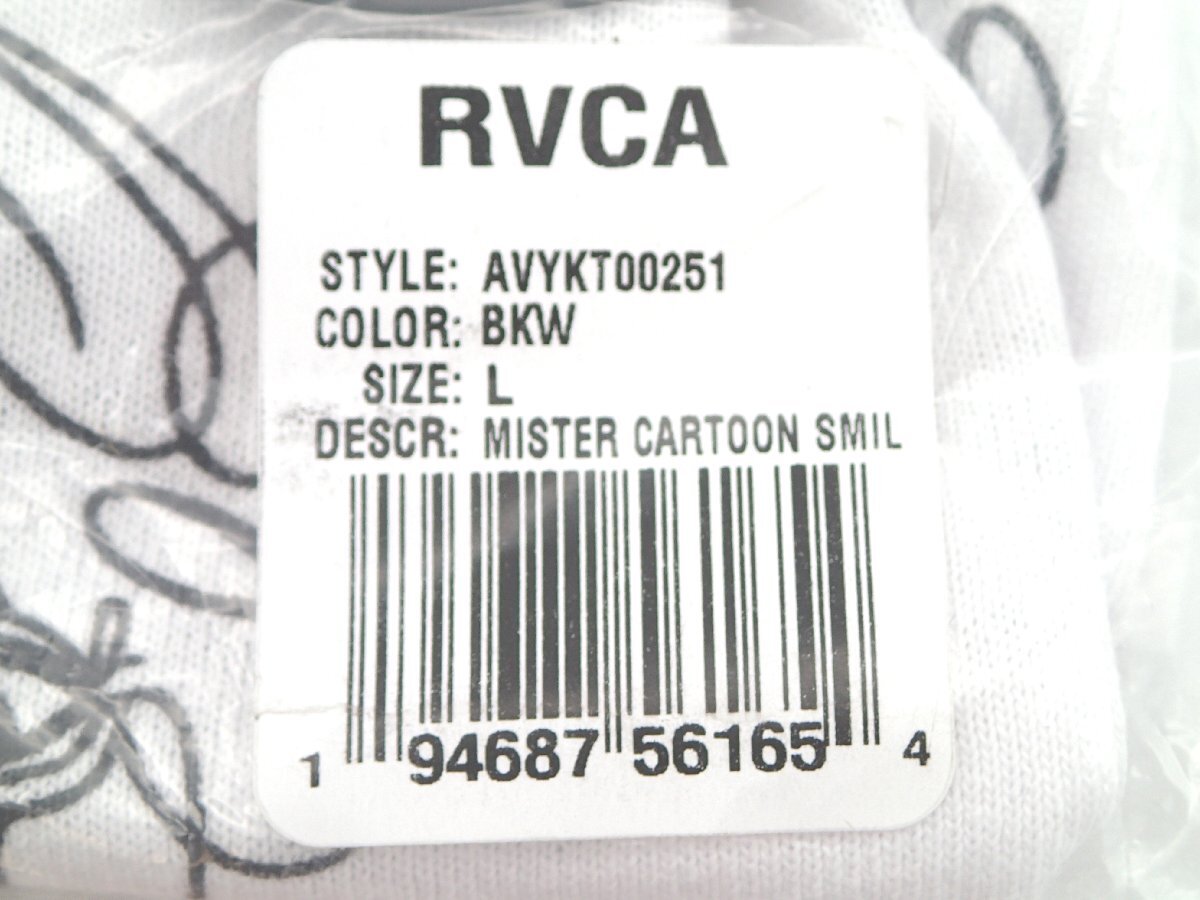 RVCA
STYLE: AVYKT00251
COLOR: BKW
SIZE: L
DESCR: MISTER CARTOON SMIL
1 94687 56165 4